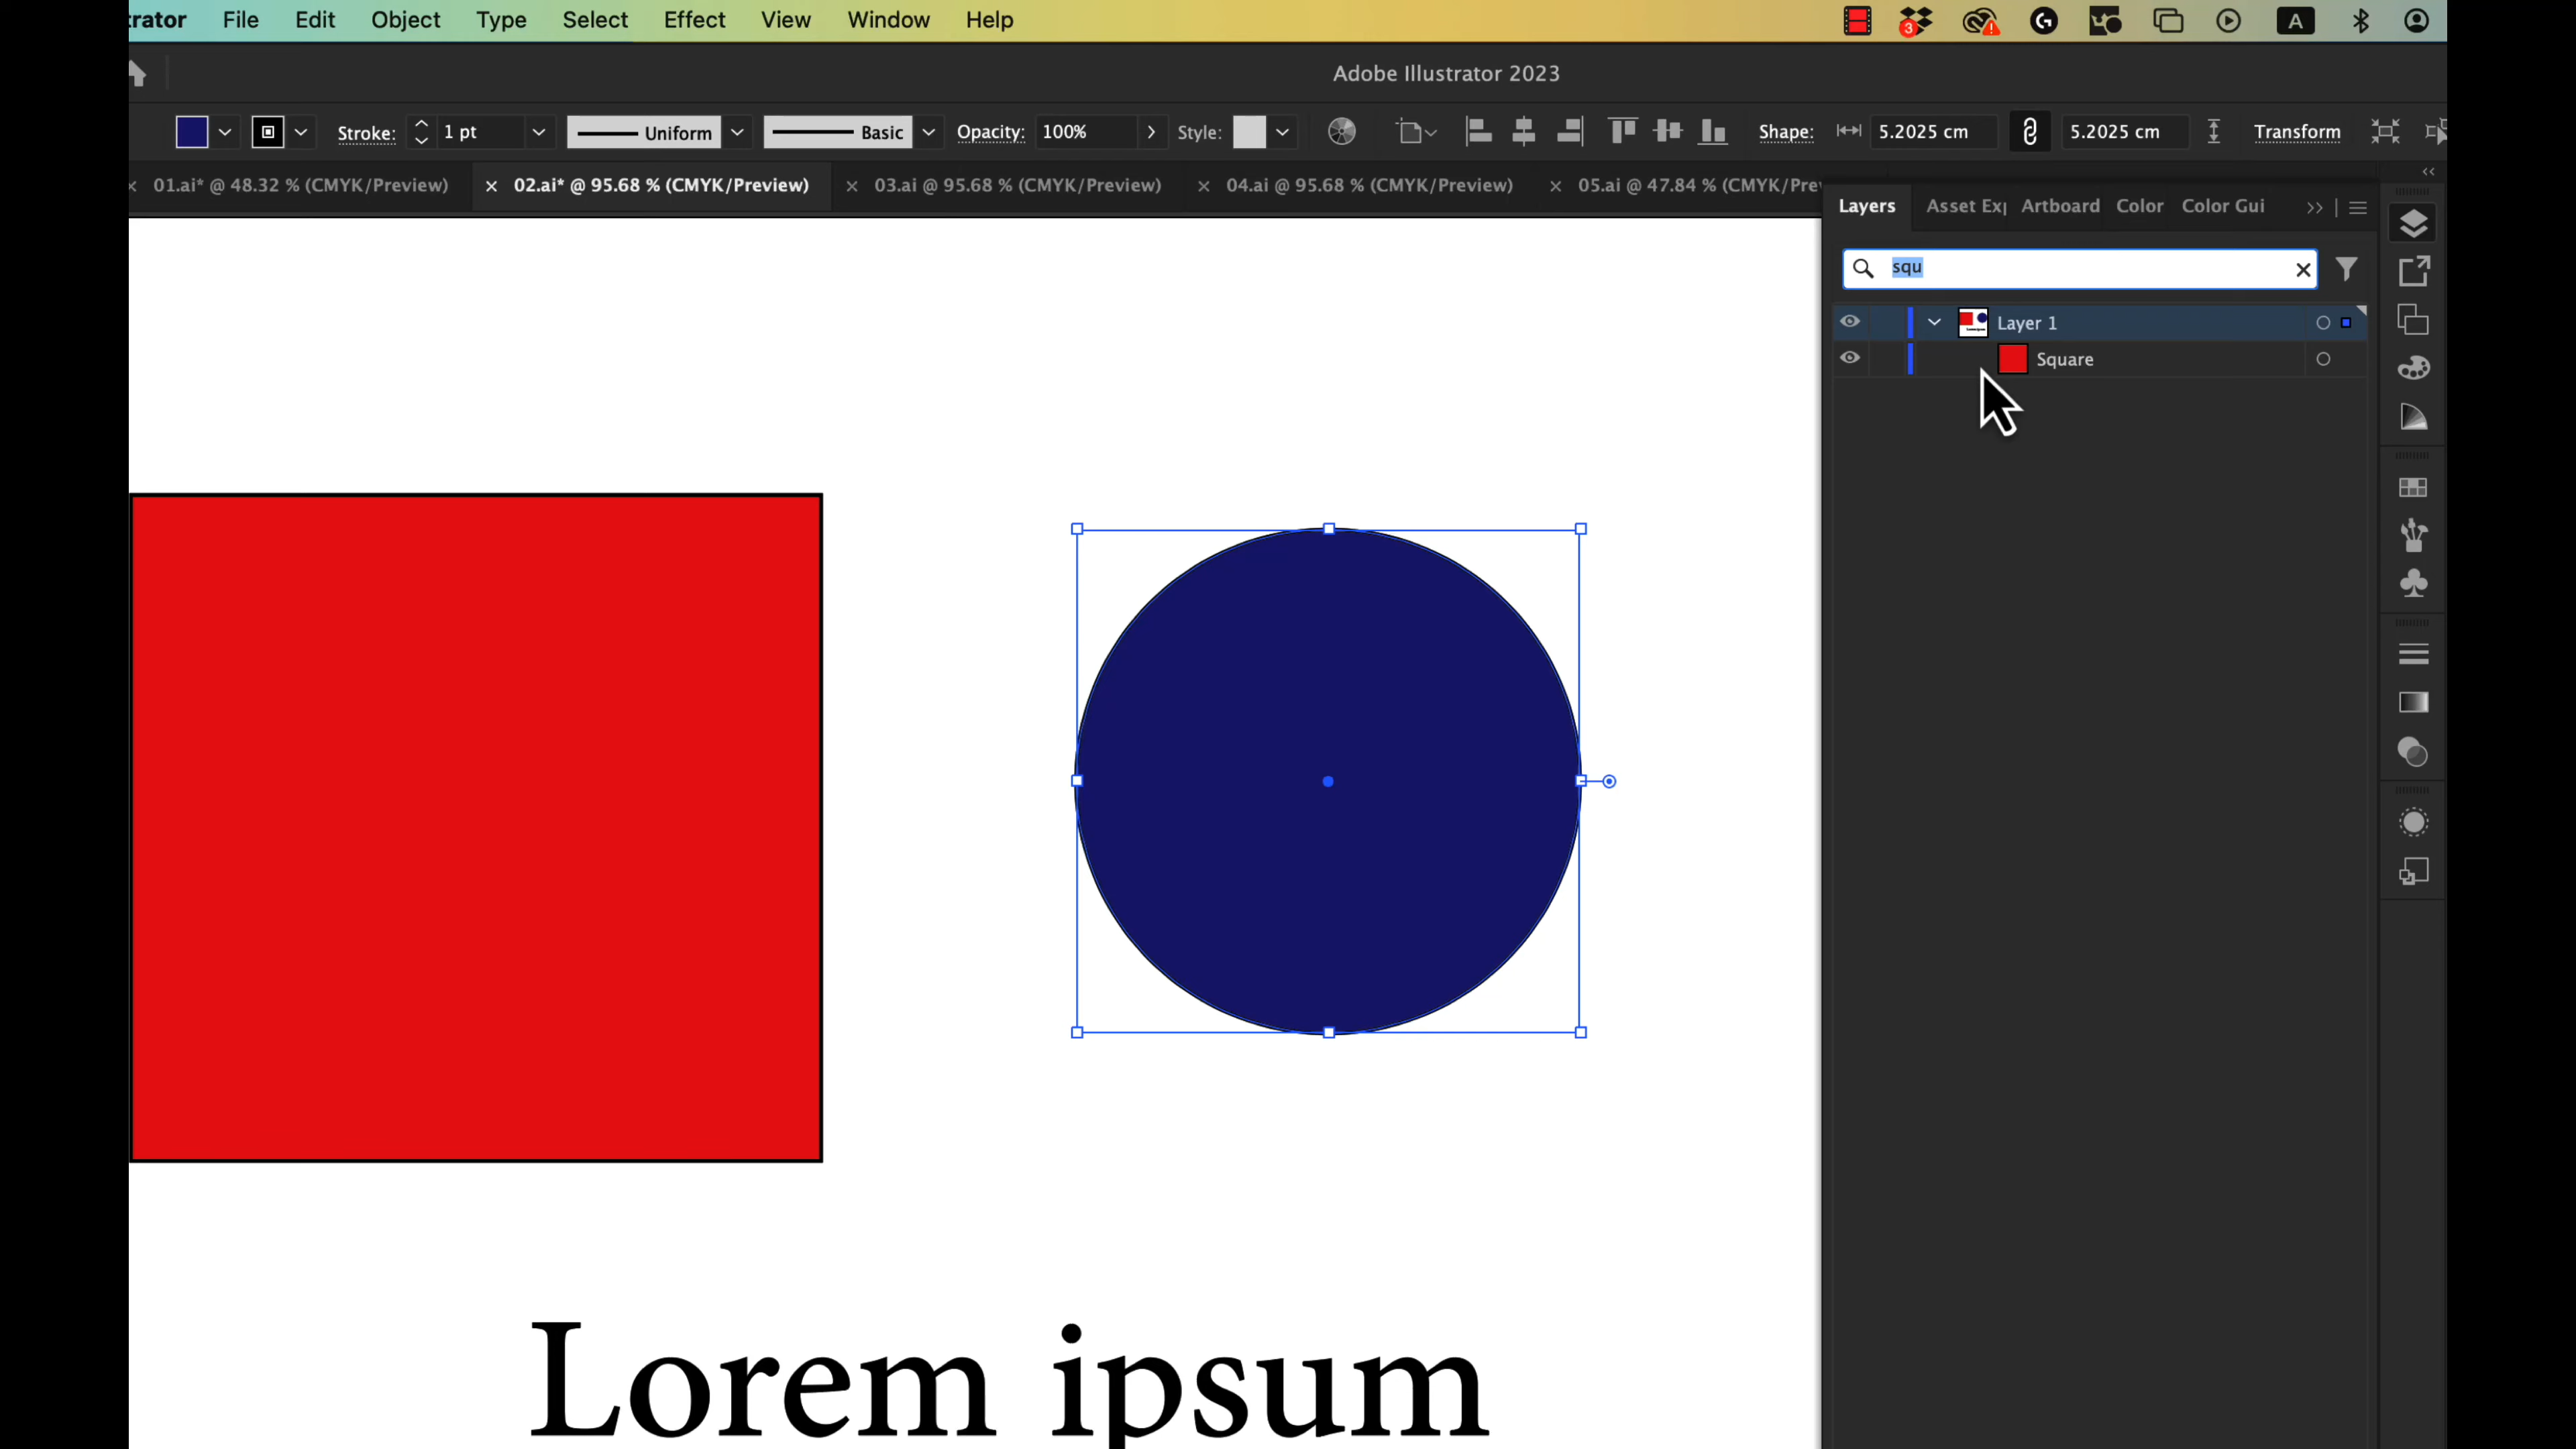 trator File Edit Object Type Select Effect View Window Help
3 A
Adobe Illustrator 2023
Stroke: 1 pt Uniform Basic Opacity: 100% Style: Shape: 5.2025 cm 5.2025 cm Transform
01.ai* @ 48.32 % (CMYK/Preview) 02.ai* @ 95.68 % (CMYK/Preview) 03.ai @ 95.68 % (CMYK/Preview) 04.ai @ 95.68 % (CMYK/Preview) 05.ai @ 47.84 % (CMYK/Pre
Layers Asset Exp Artboard Color Color Gui
squ
Layer 1
Square
Lorem ipsum